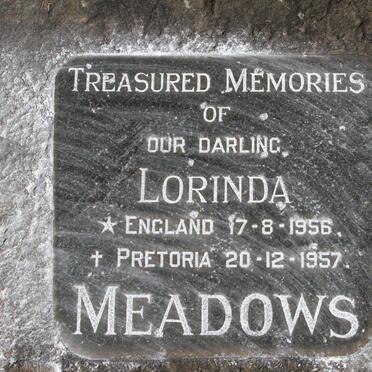 TREASURED MEMORIES
OF
OUR DARLING
LORINDA
★ ENGLAND 17-8-1956.
✝ PRETORIA 20-12-1957.
MEADOWS